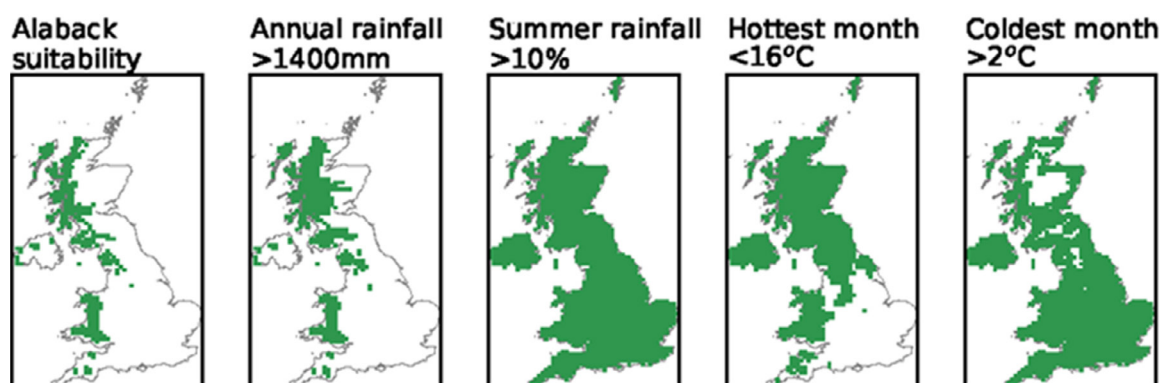 Alaback
suitability
Annual rainfall
>1400mm
Summer rainfall
>10%
Hottest month
<16°C
Coldest month
>2°C